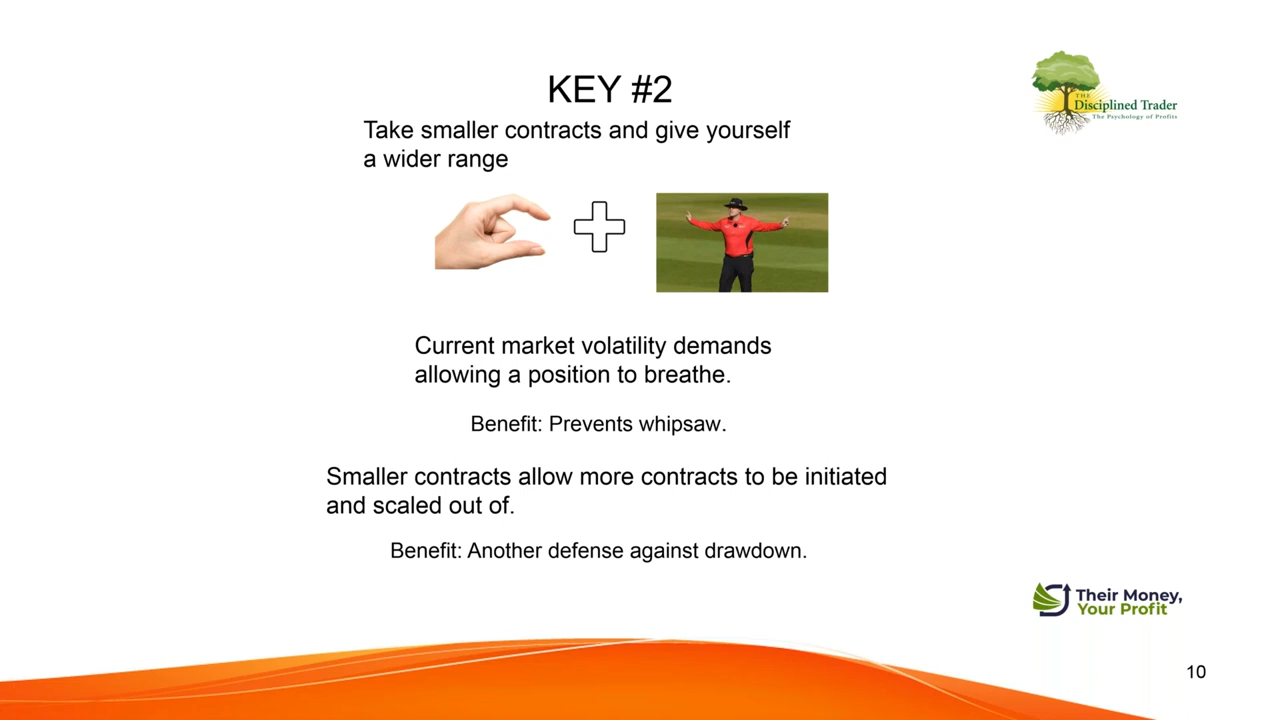 KEY #2
Take smaller contracts and give yourself
a wider range
THE
Disciplined Trader
The Psychology of Profits
Current market volatility demands
allowing a position to breathe.
Benefit: Prevents whipsaw.
Smaller contracts allow more contracts to be initiated
and scaled out of.
Benefit: Another defense against drawdown.
Their Money,
Your Profit
10